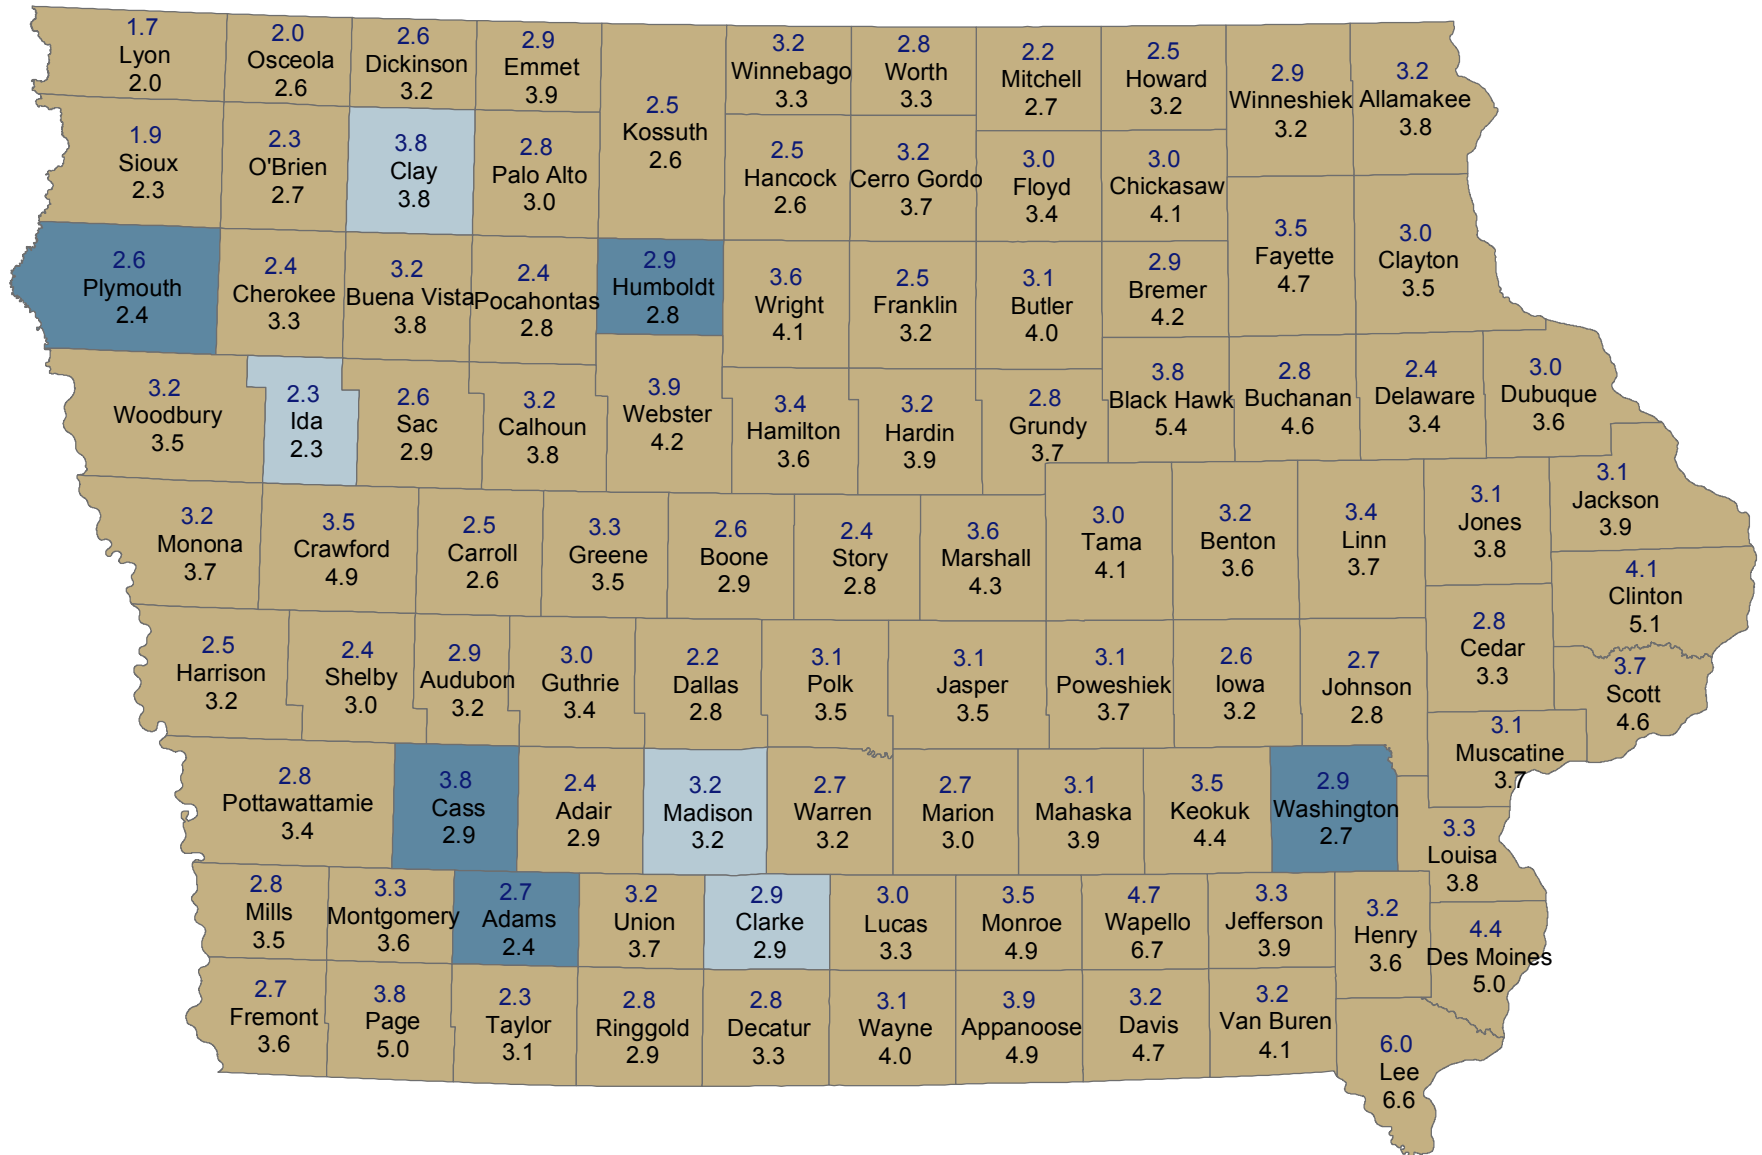 1.7
Lyon
2.0
2.0
Osceola
2.6
2.6
Dickinson
3.2
2.9
Emmet
3.9
2.5
Kossuth
2.6
3.2
Winnebago
3.3
2.8
Worth
3.3
2.2
Mitchell
2.7
2.5
Howard
3.2
2.9
Winneshiek
3.2
3.2
Allamakee
3.8
1.9
Sioux
2.3
2.3
O'Brien
2.7
3.8
Clay
3.8
2.8
Palo Alto
3.0
2.5
Hancock
2.6
3.2
Cerro Gordo
3.7
3.0
Floyd
3.4
3.0
Chickasaw
4.1
3.5
Fayette
4.7
3.0
Clayton
3.5
2.6
Plymouth
2.4
2.4
Cherokee
3.3
3.2
Buena Vista
3.8
2.4
Pocahontas
2.8
2.9
Humboldt
2.8
3.6
Wright
4.1
2.5
Franklin
3.2
3.1
Butler
4.0
2.9
Bremer
4.2
3.2
Woodbury
3.5
2.3
Ida
2.3
2.6
Sac
2.9
3.2
Calhoun
3.8
3.9
Webster
4.2
3.4
Hamilton
3.6
3.2
Hardin
3.9
2.8
Grundy
3.7
3.8
Black Hawk
5.4
2.8
Buchanan
4.6
2.4
Delaware
3.4
3.0
Dubuque
3.6
3.2
Monona
3.7
3.5
Crawford
4.9
2.5
Carroll
2.6
3.3
Greene
3.5
2.6
Boone
2.9
2.4
Story
2.8
3.6
Marshall
4.3
3.0
Tama
4.1
3.2
Benton
3.6
3.4
Linn
3.7
3.1
Jones
3.8
3.1
Jackson
3.9
4.1
Clinton
5.1
2.5
Harrison
3.2
2.4
Shelby
3.0
2.9
Audubon
3.2
3.0
Guthrie
3.4
2.2
Dallas
2.8
3.1
Polk
3.5
3.1
Jasper
3.5
3.1
Poweshiek
3.7
2.6
Iowa
3.2
2.7
Johnson
2.8
2.8
Cedar
3.3
3.7
Scott
4.6
3.1
Muscatine
3.7
2.8
Pottawattamie
3.4
3.8
Cass
2.9
2.4
Adair
2.9
3.2
Madison
3.2
2.7
Warren
3.2
2.7
Marion
3.0
3.1
Mahaska
3.9
3.5
Keokuk
4.4
2.9
Washington
2.7
3.3
Louisa
3.8
2.8
Mills
3.5
3.3
Montgomery
3.6
2.7
Adams
2.4
3.2
Union
3.7
2.9
Clarke
2.9
3.0
Lucas
3.3
3.5
Monroe
4.9
4.7
Wapello
6.7
3.3
Jefferson
3.9
3.2
Henry
3.6
4.4
Des Moines
5.0
2.7
Fremont
3.6
3.8
Page
5.0
2.3
Taylor
3.1
2.8
Ringgold
2.9
2.8
Decatur
3.3
3.1
Wayne
4.0
3.9
Appanoose
4.9
3.2
Davis
4.7
3.2
Van Buren
4.1
6.0
Lee
6.6